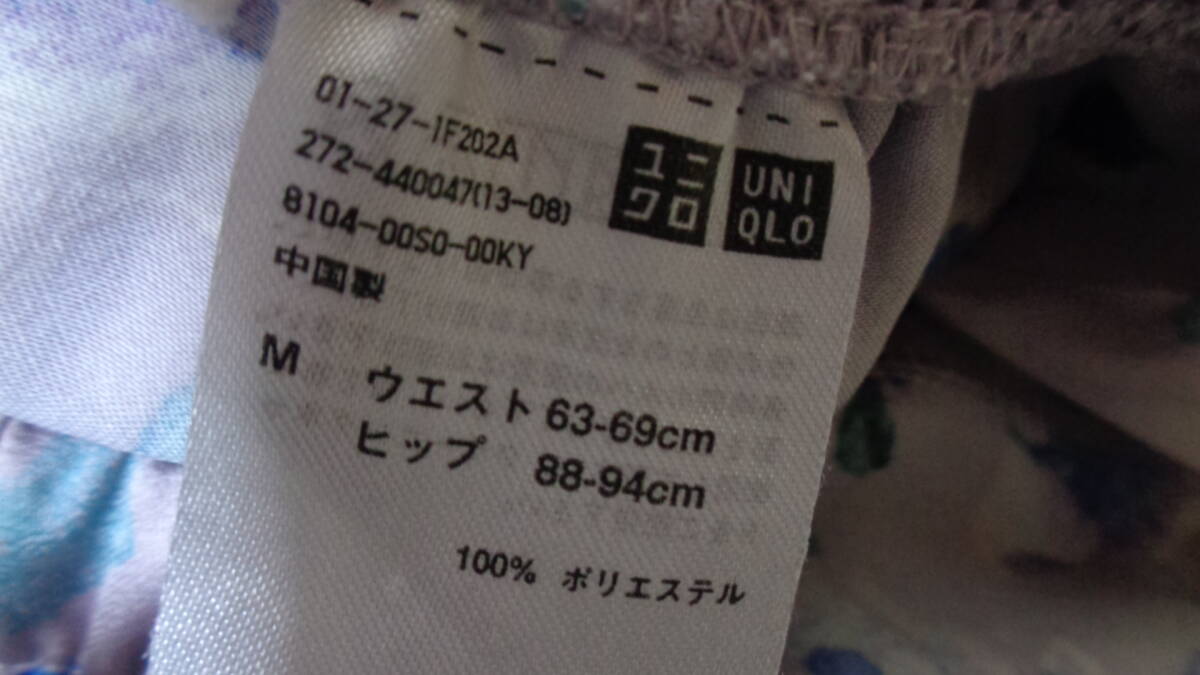 01-27-1F202A
272-440047(13-08)
8104-00S0-00KY
中国製
ユニ
クロ
UNI
QLO
M ウエスト 63-69cm
ヒップ 88-94cm
100% ポリエステル